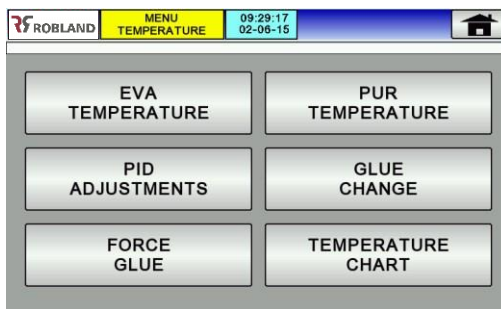 ROBLAND
MENU
TEMPERATURE
09:29:17
02-06-15
EVA
TEMPERATURE
PUR
TEMPERATURE
PID
ADJUSTMENTS
GLUE
CHANGE
FORCE
GLUE
TEMPERATURE
CHART